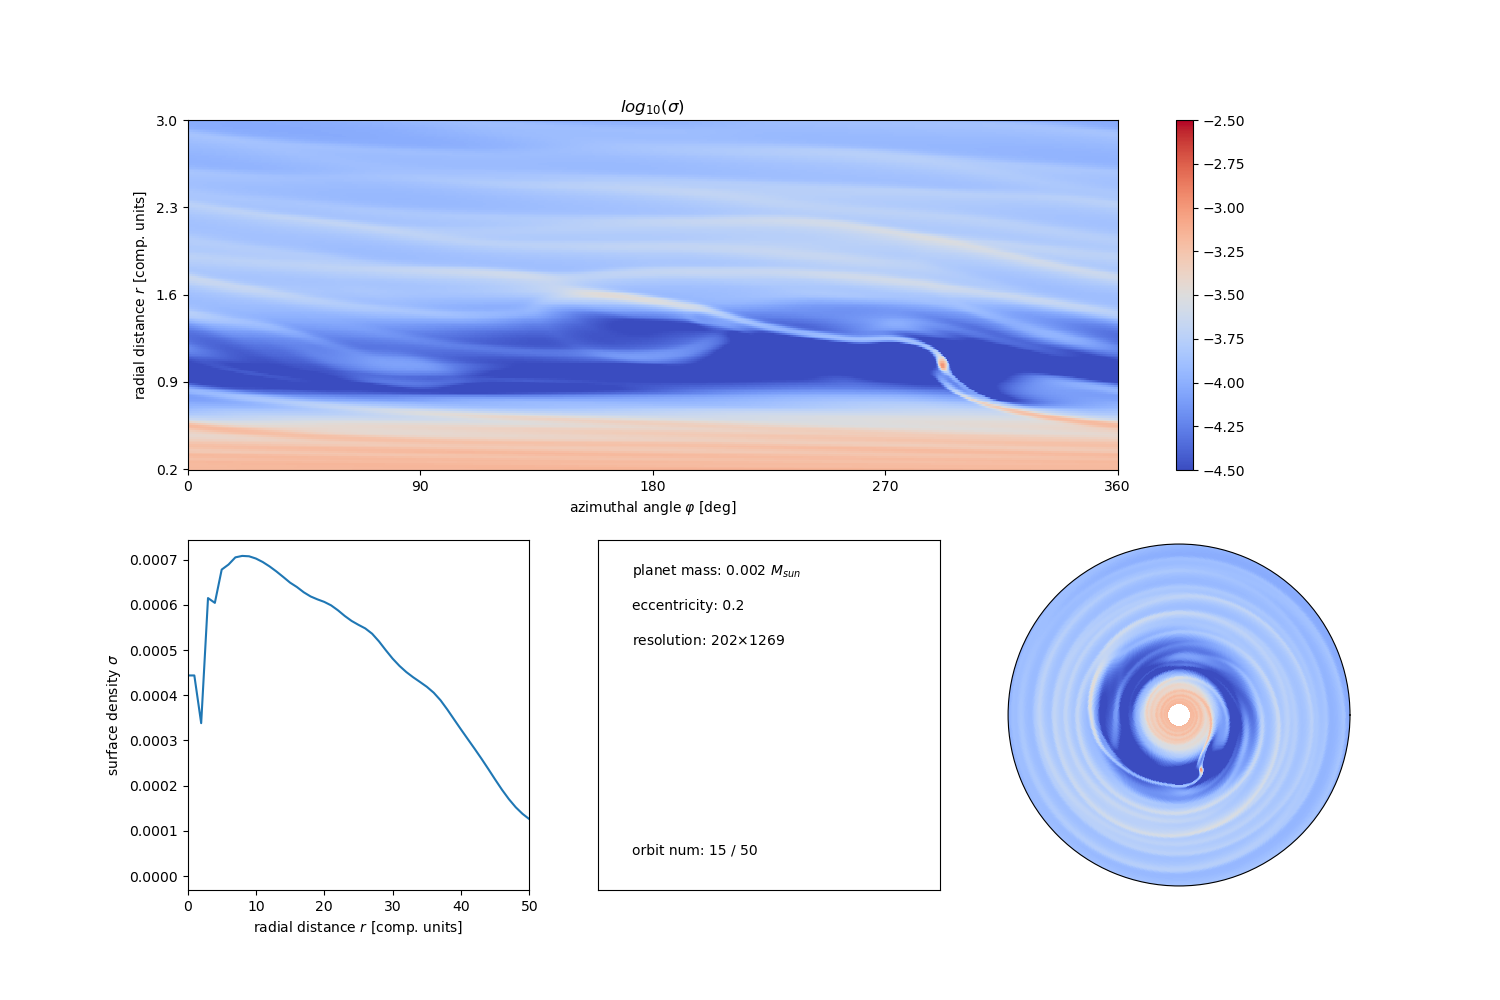 log₁₀(σ)
3.0
2.3
1.6
0.9
0.2
radial distance r [comp. units]
0 90 180 270 360
azimuthal angle φ [deg]
−2.50
−2.75
−3.00
−3.25
−3.50
−3.75
−4.00
−4.25
−4.50
0.0007
0.0006
0.0005
0.0004
0.0003
0.0002
0.0001
0.0000
surface density σ
0 10 20 30 40 50
radial distance r [comp. units]
planet mass: 0.002 Mₛᵤₙ
eccentricity: 0.2
resolution: 202×1269
orbit num: 15 / 50